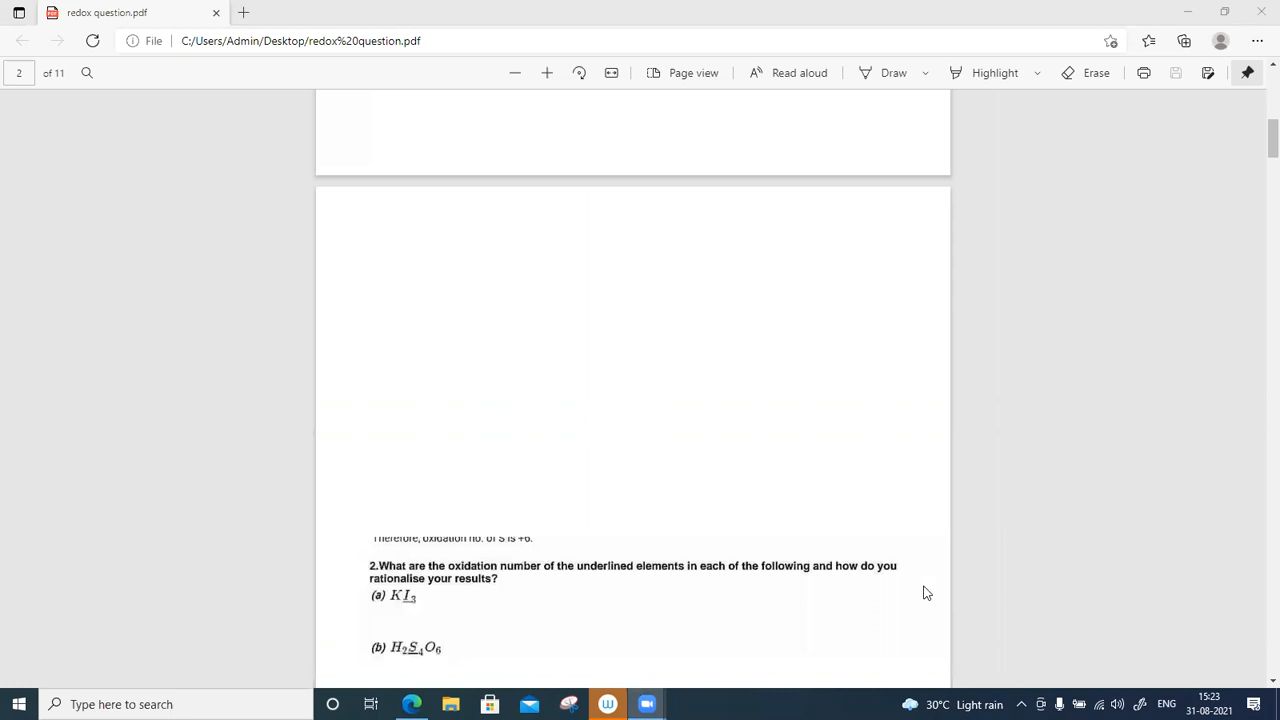 redox question.pdf
File C:/Users/Admin/Desktop/redox%20question.pdf
2 of 11 Page view Read aloud Draw Highlight Erase
Therefore, oxidation no. of S is +6.
2.What are the oxidation number of the underlined elements in each of the following and how do you
rationalise your results?
(a) KI₃
(b) H₂S₄O₆
Type here to search
30°C Light rain ENG 15:23
31-08-2021